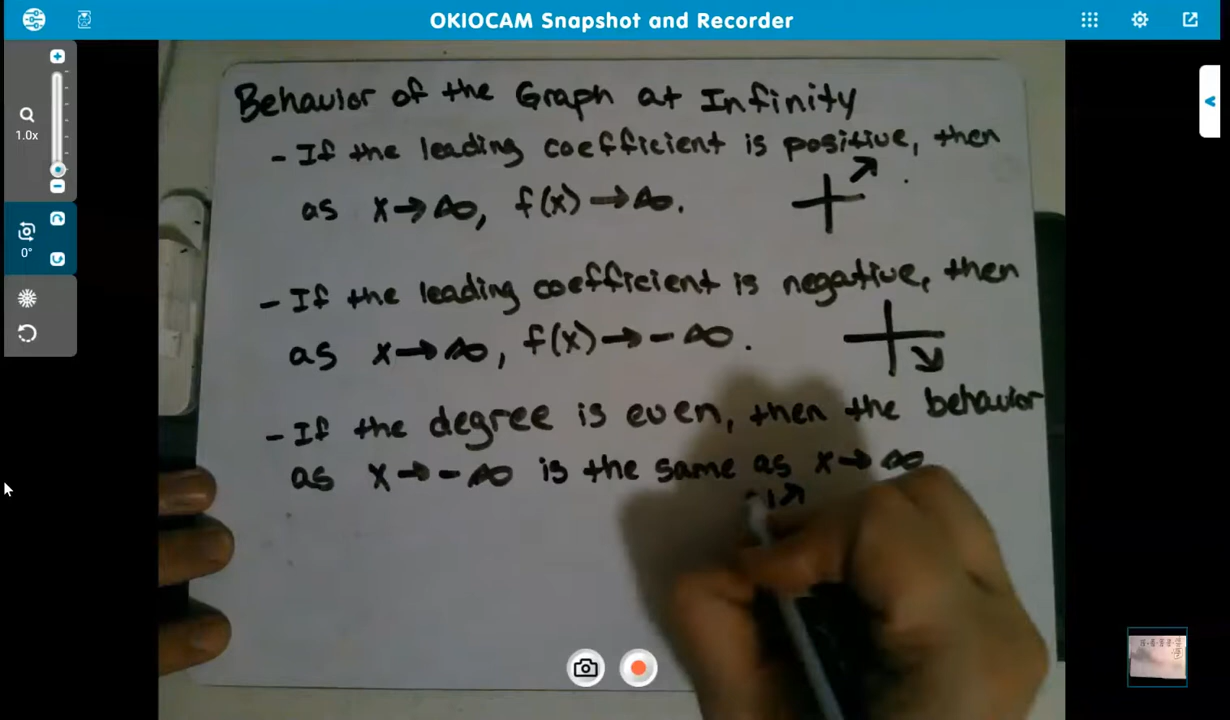 OKIOCAM Snapshot and Recorder
1.0x
0°
Behavior of the Graph at Infinity
- If the leading coefficient is positive, then
as x→∞, f(x)→∞.
- If the leading coefficient is negative, then
as x→∞, f(x)→-∞.
- If the degree is even, then the behavior
as x→-∞ is the same as x→∞